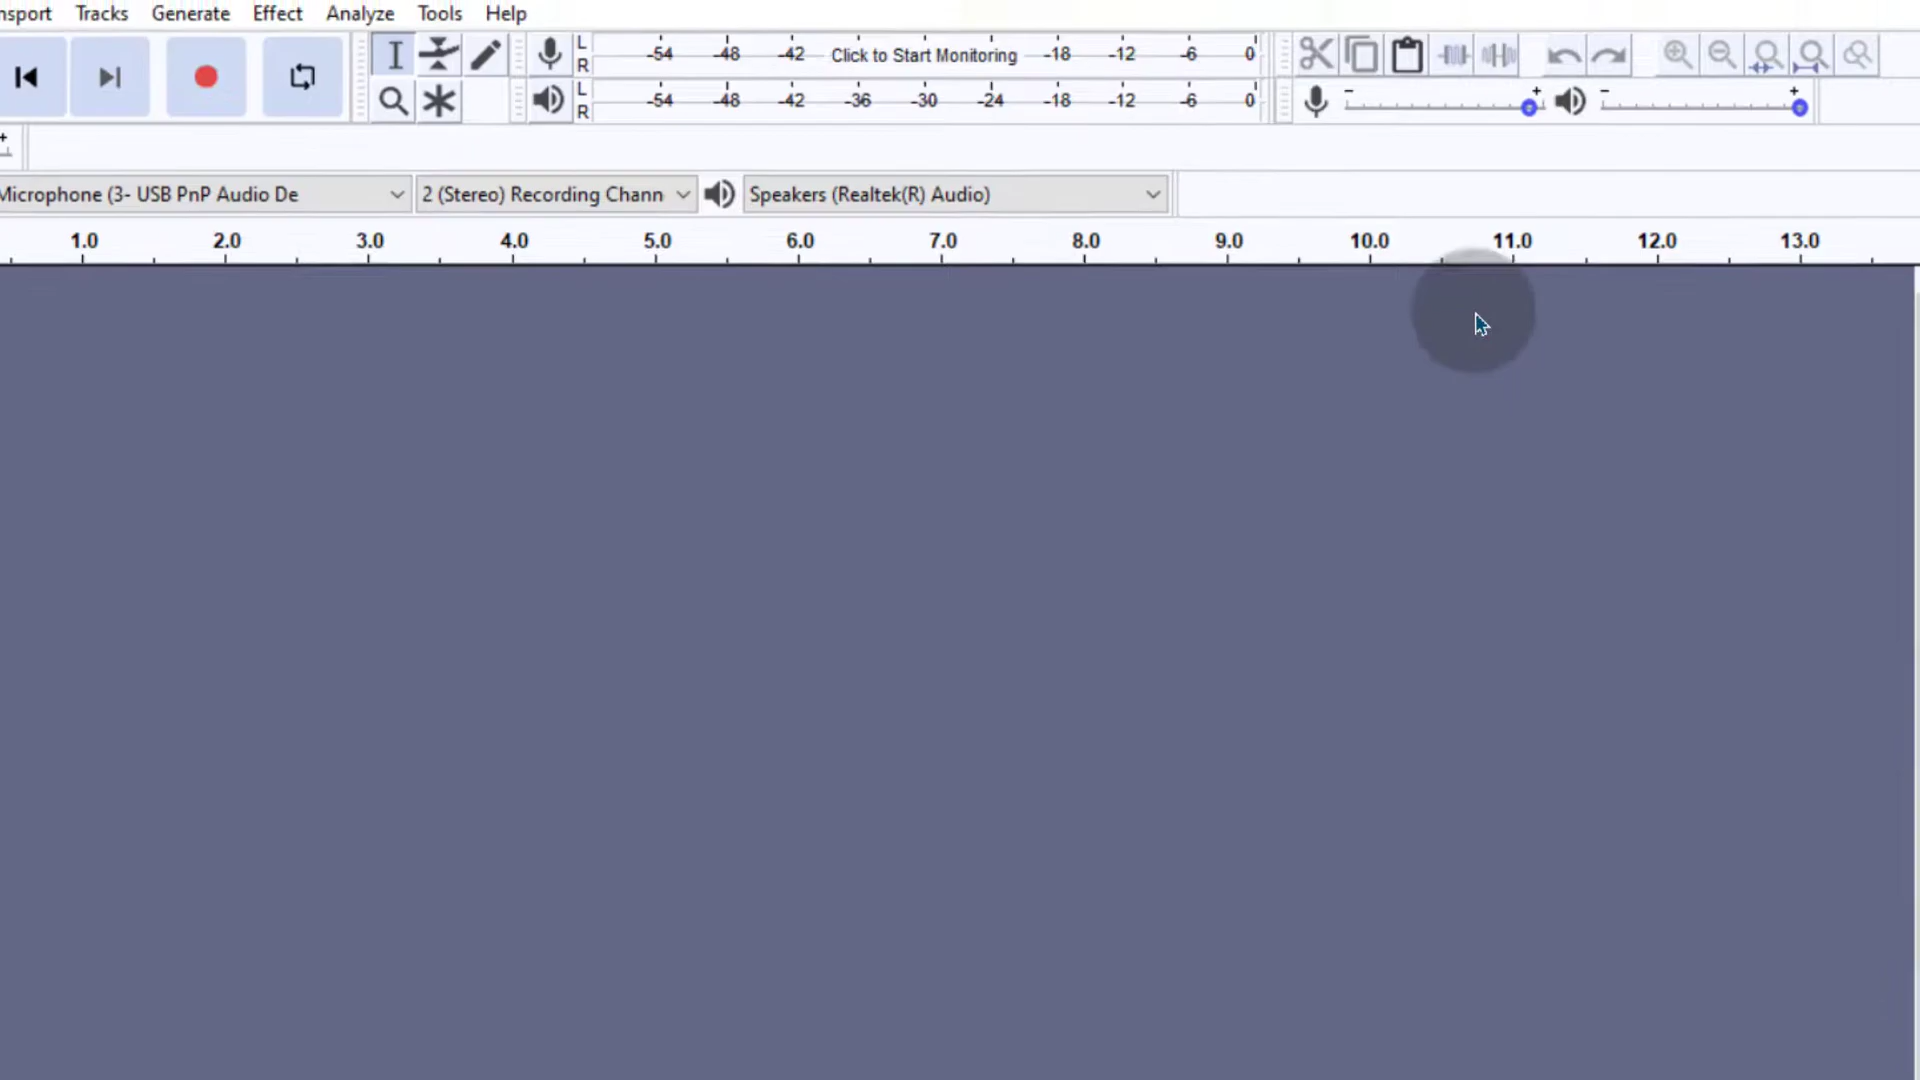 nsport Tracks Generate Effect Analyze Tools Help
L R -54 -48 -42 Click to Start Monitoring -18 -12 -6 0
L R -54 -48 -42 -36 -30 -24 -18 -12 -6 0
- + - +
+
Microphone (3- USB PnP Audio De 2 (Stereo) Recording Chann Speakers (Realtek(R) Audio)
1.0 2.0 3.0 4.0 5.0 6.0 7.0 8.0 9.0 10.0 11.0 12.0 13.0